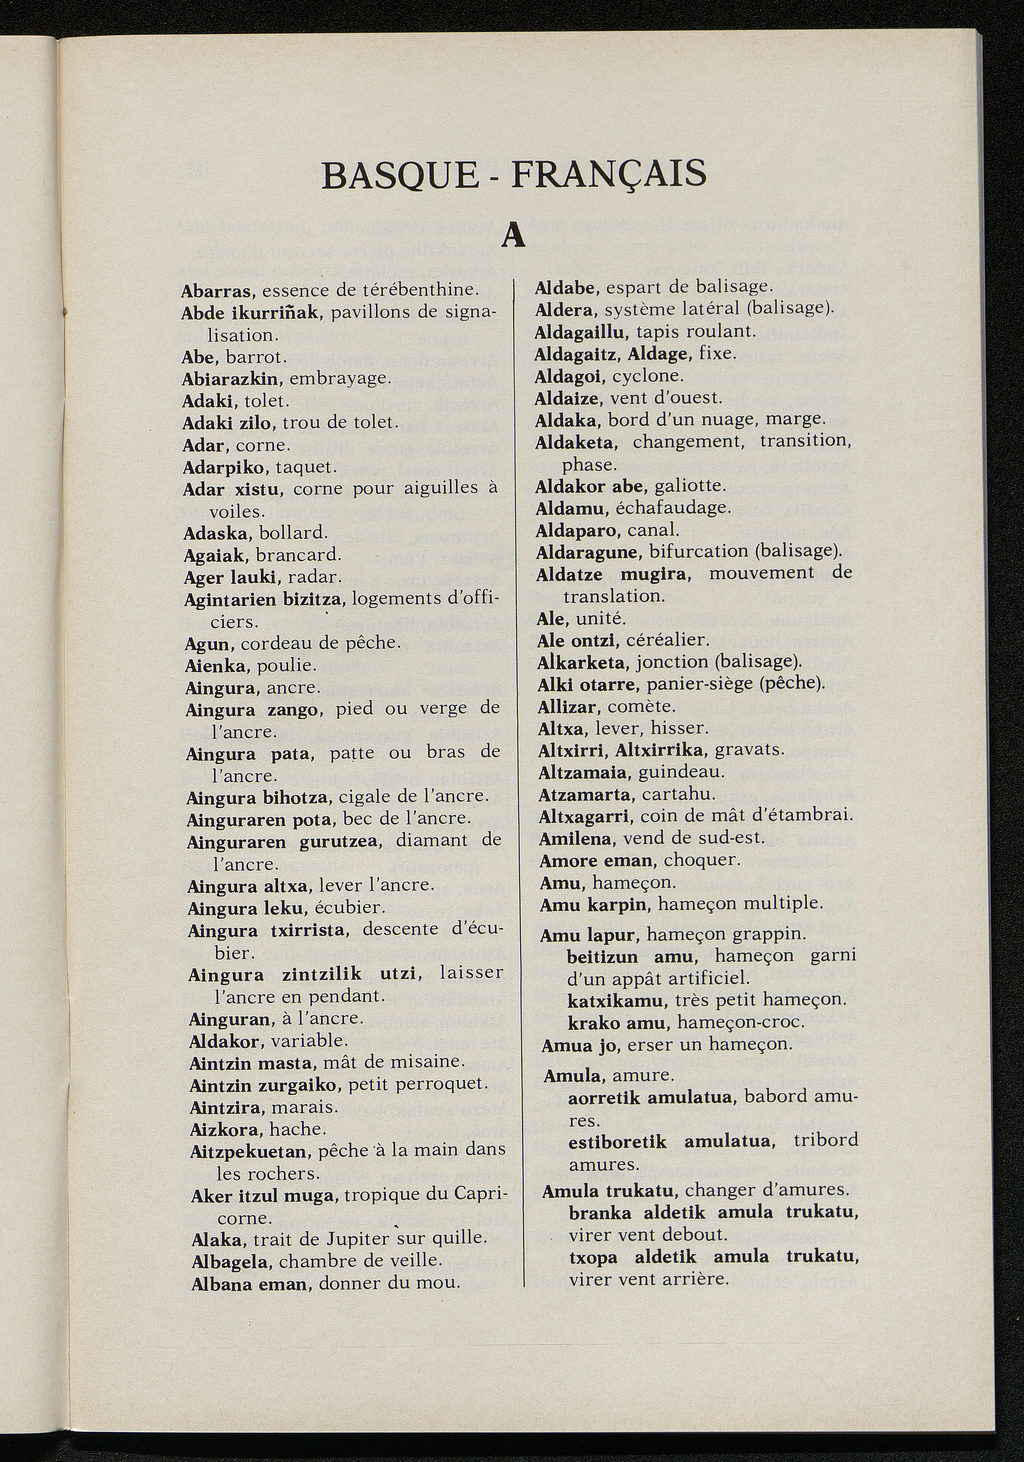 BASQUE - FRANÇAIS
A
Abarras, essence de térébenthine.
Abde ikurriñak, pavillons de signa-
lisation.
Abe, barrot.
Abiarazkin, embrayage.
Adaki, tolet.
Adaki zilo, trou de tolet.
Adar, corne.
Adarpiko, taquet.
Adar xistu, corne pour aiguilles à
voiles.
Adaska, bollard.
Agaiak, brancard.
Ager lauki, radar.
Agintarien bizitza, logements d'offi-
ciers.
Agun, cordeau de pêche.
Aienka, poulie.
Aingura, ancre.
Aingura zango, pied ou verge de
l'ancre.
Aingura pata, patte ou bras de
l'ancre.
Aingura bihotza, cigale de l'ancre.
Ainguraren pota, bec de l'ancre.
Ainguraren gurutzea, diamant de
l'ancre.
Aingura altxa, lever l'ancre.
Aingura leku, écubier.
Aingura txirrista, descente d'écu-
bier.
Aingura zintzilik utzi, laisser
l'ancre en pendant.
Ainguran, à l'ancre.
Aldakor, variable.
Aintzin masta, mât de misaine.
Aintzin zurgaiko, petit perroquet.
Aintzira, marais.
Aizkora, hache.
Aitzpekuetan, pêche à la main dans
les rochers.
Aker itzul muga, tropique du Capri-
corne.
Alaka, trait de Jupiter sur quille.
Albagela, chambre de veille.
Albana eman, donner du mou.
Aldabe, espart de balisage.
Aldera, système latéral (balisage).
Aldagaillu, tapis roulant.
Aldagaitz, Aldage, fixe.
Aldagoi, cyclone.
Aldaize, vent d'ouest.
Aldaka, bord d'un nuage, marge.
Aldaketa, changement, transition,
phase.
Aldakor abe, galiotte.
Aldamu, échafaudage.
Aldaparo, canal.
Aldaragune, bifurcation (balisage).
Aldatze mugira, mouvement de
translation.
Ale, unité.
Ale ontzi, céréalier.
Alkarketa, jonction (balisage).
Alki otarre, panier-siège (pêche).
Allizar, comète.
Altxa, lever, hisser.
Altxirri, Altxirrika, gravats.
Altzamaia, guindeau.
Atzamarta, cartahu.
Altxagarri, coin de mât d'étambrai.
Amilena, vend de sud-est.
Amore eman, choquer.
Amu, hameçon.
Amu karpin, hameçon multiple.
Amu lapur, hameçon grappin.
beitizun amu, hameçon garni
d'un appât artificiel.
katxikamu, très petit hameçon.
krako amu, hameçon-croc.
Amua jo, erser un hameçon.
Amula, amure.
aorretik amulatua, babord amu-
res.
estiboretik amulatua, tribord
amures.
Amula trukatu, changer d'amures.
branka aldetik amula trukatu,
virer vent debout.
txopa aldetik amula trukatu,
virer vent arrière.